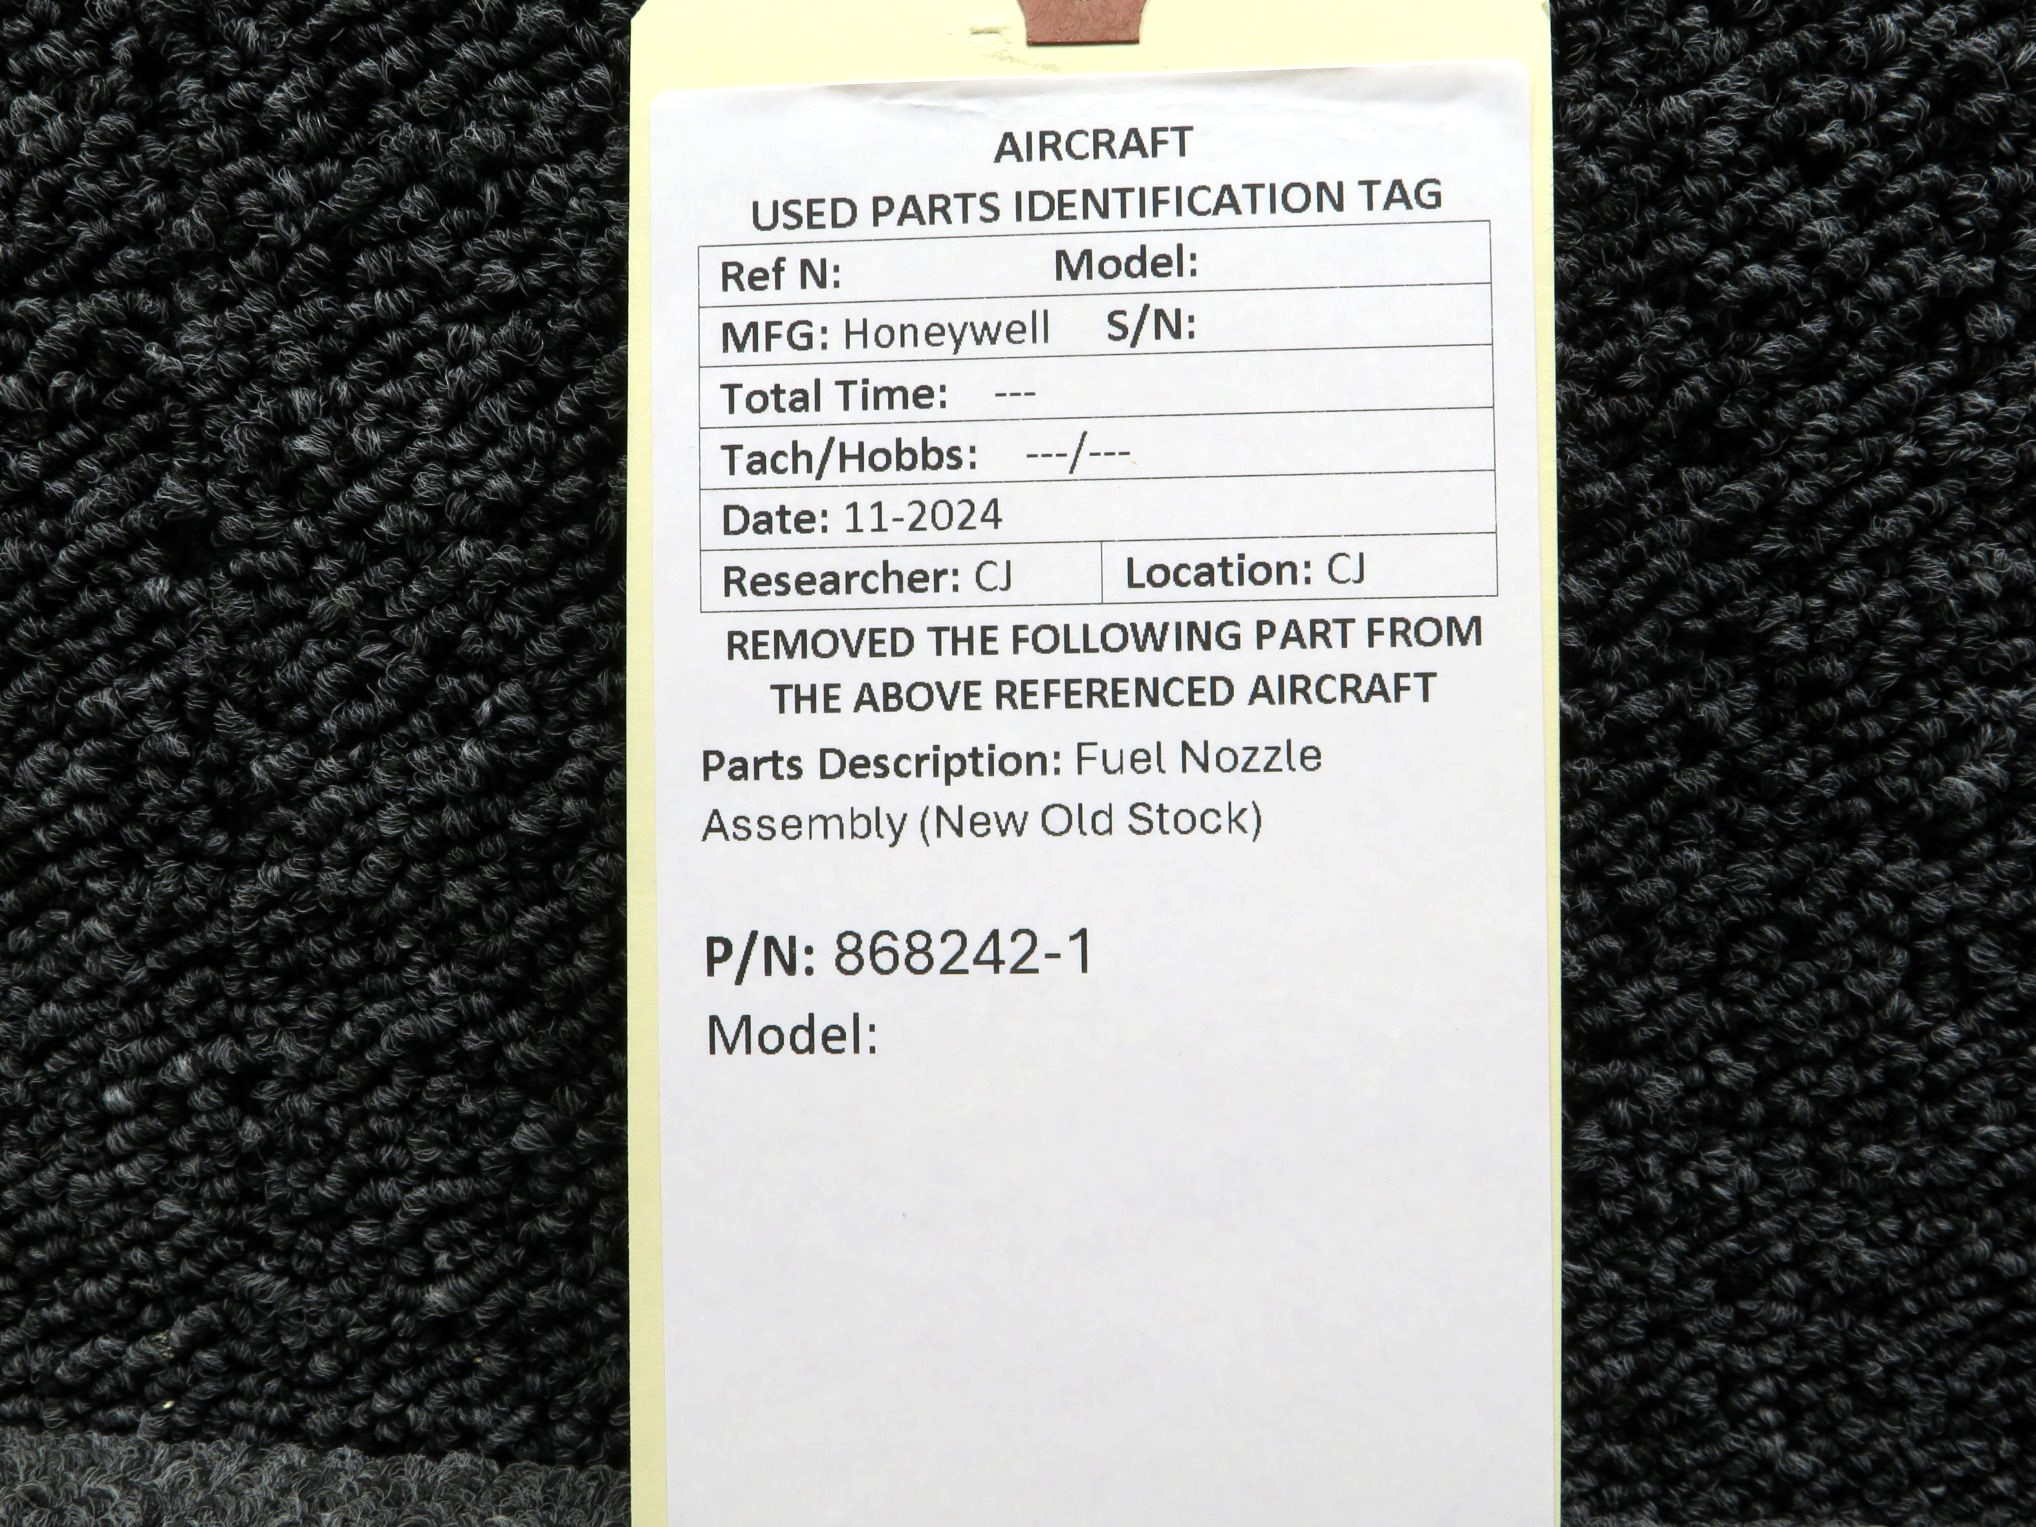 AIRCRAFT
USED PARTS IDENTIFICATION TAG
Ref N: Model:
MFG: Honeywell S/N:
Total Time: ---
Tach/Hobbs: ---/---
Date: 11-2024
Researcher: CJ Location: CJ
REMOVED THE FOLLOWING PART FROM
THE ABOVE REFERENCED AIRCRAFT
Parts Description: Fuel Nozzle
Assembly (New Old Stock)
P/N: 868242-1
Model: